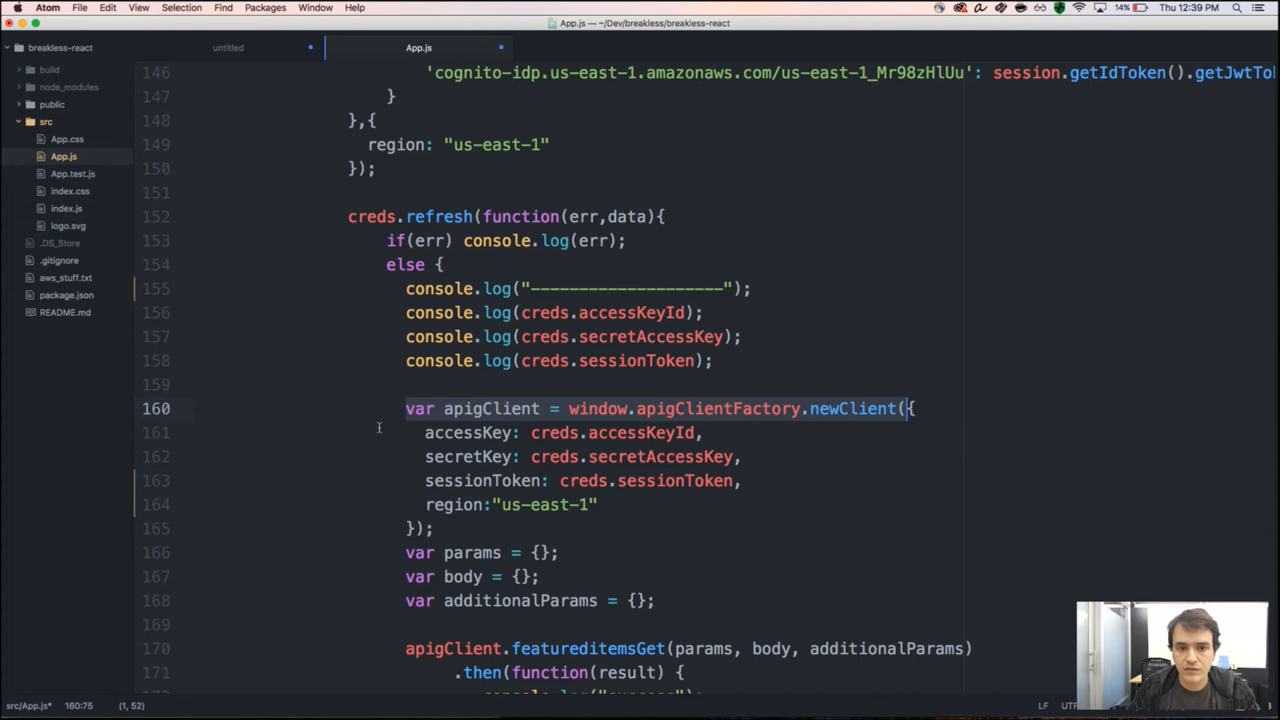 Atom File Edit View Selection Find Packages Window Help 14% Thu 12:39 PM
App.js — ~/Dev/breakless/breakless-react
breakless-react
untitled
App.js
build
node_modules
public
src
App.css
App.js
App.test.js
index.css
index.js
logo.svg
.DS_Store
.gitignore
aws_stuff.txt
package.json
README.md
146 'cognito-idp.us-east-1.amazonaws.com/us-east-1_Mr98zHlUu': session.getIdToken().getJwtTo
147 }
148 },{
149 region: "us-east-1"
150 });
151
152 creds.refresh(function(err,data){
153 if(err) console.log(err);
154 else {
155 console.log("--------------------");
156 console.log(creds.accessKeyId);
157 console.log(creds.secretAccessKey);
158 console.log(creds.sessionToken);
159
160 var apigClient = window.apigClientFactory.newClient({
161 accessKey: creds.accessKeyId,
162 secretKey: creds.secretAccessKey,
163 sessionToken: creds.sessionToken,
164 region:"us-east-1"
165 });
166 var params = {};
167 var body = {};
168 var additionalParams = {};
169
170 apigClient.featureditemsGet(params, body, additionalParams)
171 .then(function(result) {
src/App.js* 160:75 (1, 52) LF